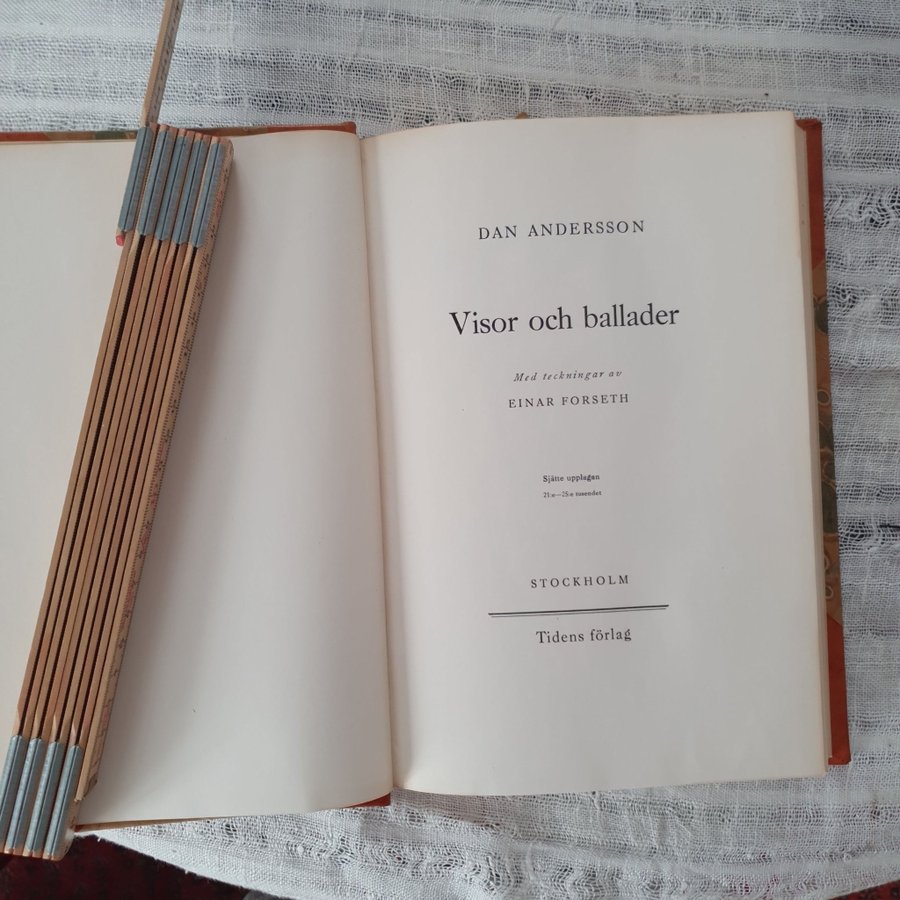 DAN ANDERSSON
Visor och ballader
Med teckningar av
EINAR FORSETH
Sjätte upplagan
21:e—25:e tusendet
STOCKHOLM
Tidens förlag